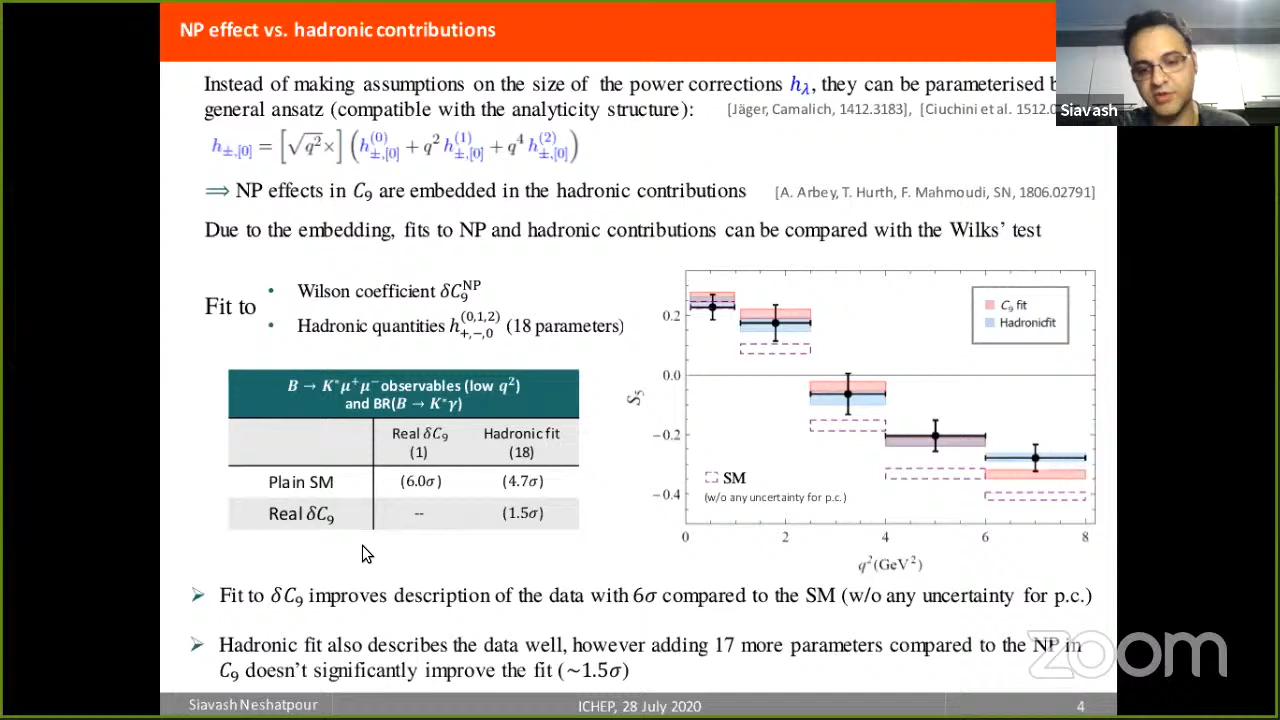 NP effect vs. hadronic contributions
Siavash
Instead of making assumptions on the size of the power corrections hλ, they can be parameterised
general ansatz (compatible with the analyticity structure): [Jäger, Camalich, 1412.3183], [Ciuchini et al.
h±,[0] = [√q² ×] (h±,[0]^(0) + q² h±,[0]^(1) + q⁴ h±,[0]^(2))
⟹ NP effects in C₉ are embedded in the hadronic contributions [A. Arbey, T. Hurth, F. Mahmoudi, SN, 1806.02791]
Due to the embedding, fits to NP and hadronic contributions can be compared with the Wilks' test
Fit to
• Wilson coefficient δC₉^NP
• Hadronic quantities h₊,₋,₀^(0,1,2) (18 parameters)
B → K*μ⁺μ⁻ observables (low q²)
and BR(B → K*γ)
Real δC₉ Hadronic fit
(1) (18)
Plain SM (6.0σ) (4.7σ)
Real δC₉ -- (1.5σ)
C₉ fit
Hadronicfit
0.2
0.0
−0.2
−0.4
S₅
SM
(w/o any uncertainty for p.c.)
0 2 4 6 8
q²(GeV²)
➢ Fit to δC₉ improves description of the data with 6σ compared to the SM (w/o any uncertainty for p.c.)
➢ Hadronic fit also describes the data well, however adding 17 more parameters compared to the NP in
C₉ doesn't significantly improve the fit (~1.5σ)
zoom
Siavash Neshatpour ICHEP, 28 July 2020 4